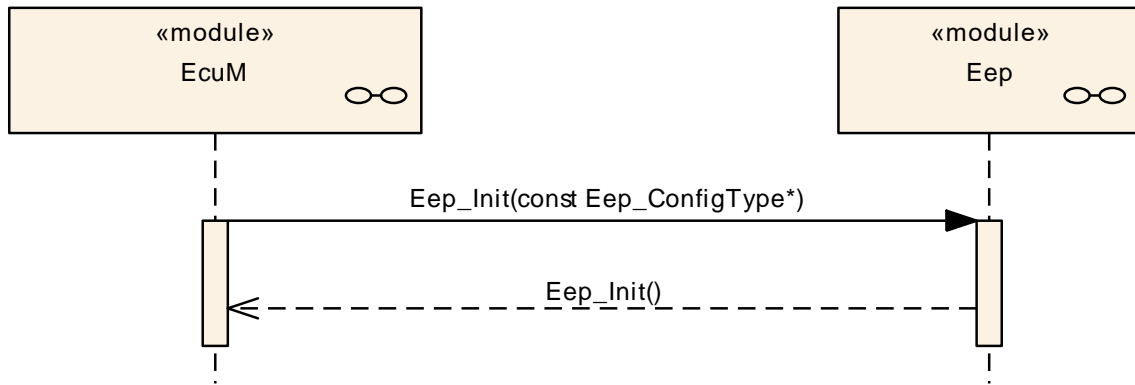 «module»
EcuM
«module»
Eep
Eep_Init(const Eep_ConfigType*)
Eep_Init()